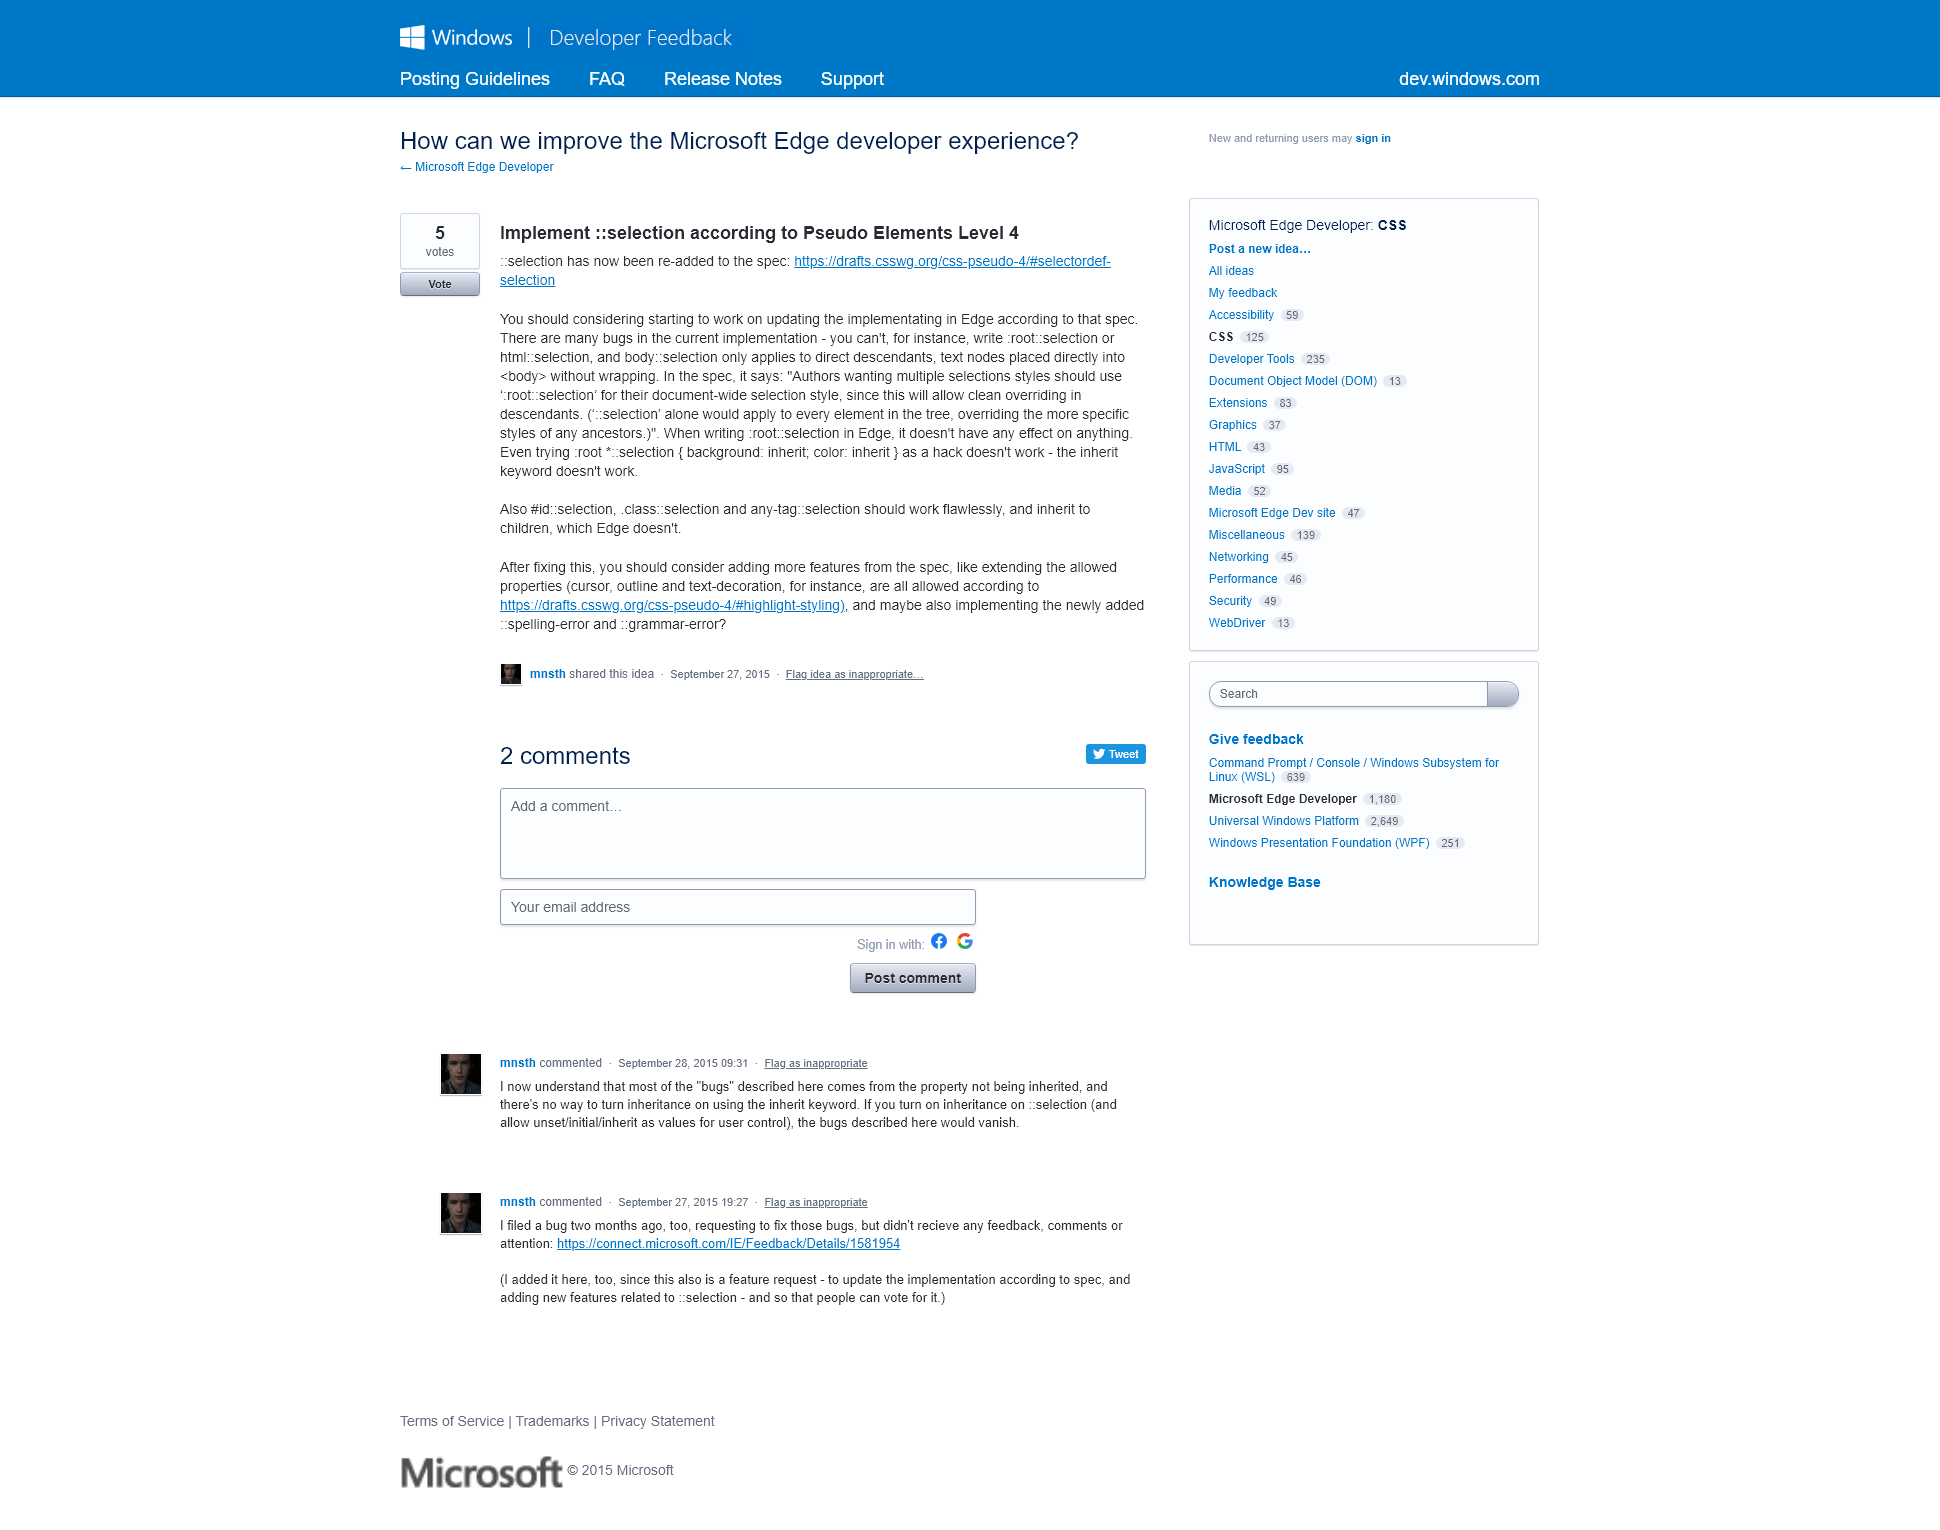 Windows | Developer Feedback
Posting Guidelines FAQ Release Notes Support dev.windows.com
How can we improve the Microsoft Edge developer experience?
← Microsoft Edge Developer
New and returning users may sign in
5
votes
Vote
Implement ::selection according to Pseudo Elements Level 4
::selection has now been re-added to the spec: https://drafts.csswg.org/css-pseudo-4/#selectordef-
selection
You should considering starting to work on updating the implementating in Edge according to that spec.
There are many bugs in the current implementation - you can't, for instance, write :root::selection or
html::selection, and body::selection only applies to direct descendants, text nodes placed directly into
<body> without wrapping. In the spec, it says: "Authors wanting multiple selections styles should use
‘:root::selection’ for their document-wide selection style, since this will allow clean overriding in
descendants. (‘::selection’ alone would apply to every element in the tree, overriding the more specific
styles of any ancestors.)". When writing :root::selection in Edge, it doesn't have any effect on anything.
Even trying :root *::selection { background: inherit; color: inherit } as a hack doesn't work - the inherit
keyword doesn't work.
Also #id::selection, .class::selection and any-tag::selection should work flawlessly, and inherit to
children, which Edge doesn't.
After fixing this, you should consider adding more features from the spec, like extending the allowed
properties (cursor, outline and text-decoration, for instance, are all allowed according to
https://drafts.csswg.org/css-pseudo-4/#highlight-styling), and maybe also implementing the newly added
::spelling-error and ::grammar-error?
mnsth shared this idea · September 27, 2015 · Flag idea as inappropriate…
2 comments
Tweet
Add a comment…
Your email address
Sign in with:
Post comment
mnsth commented · September 28, 2015 09:31 · Flag as inappropriate
I now understand that most of the "bugs" described here comes from the property not being inherited, and
there's no way to turn inheritance on using the inherit keyword. If you turn on inheritance on ::selection (and
allow unset/initial/inherit as values for user control), the bugs described here would vanish.
mnsth commented · September 27, 2015 19:27 · Flag as inappropriate
I filed a bug two months ago, too, requesting to fix those bugs, but didn't recieve any feedback, comments or
attention: https://connect.microsoft.com/IE/Feedback/Details/1581954
(I added it here, too, since this also is a feature request - to update the implementation according to spec, and
adding new features related to ::selection - and so that people can vote for it.)
Microsoft Edge Developer: CSS
Post a new idea…
All ideas
My feedback
Accessibility 59
CSS 125
Developer Tools 235
Document Object Model (DOM) 13
Extensions 83
Graphics 37
HTML 43
JavaScript 95
Media 52
Microsoft Edge Dev site 47
Miscellaneous 139
Networking 45
Performance 46
Security 49
WebDriver 13
Search
Give feedback
Command Prompt / Console / Windows Subsystem for
Linux (WSL) 639
Microsoft Edge Developer 1,180
Universal Windows Platform 2,649
Windows Presentation Foundation (WPF) 251
Knowledge Base
Terms of Service | Trademarks | Privacy Statement
Microsoft © 2015 Microsoft